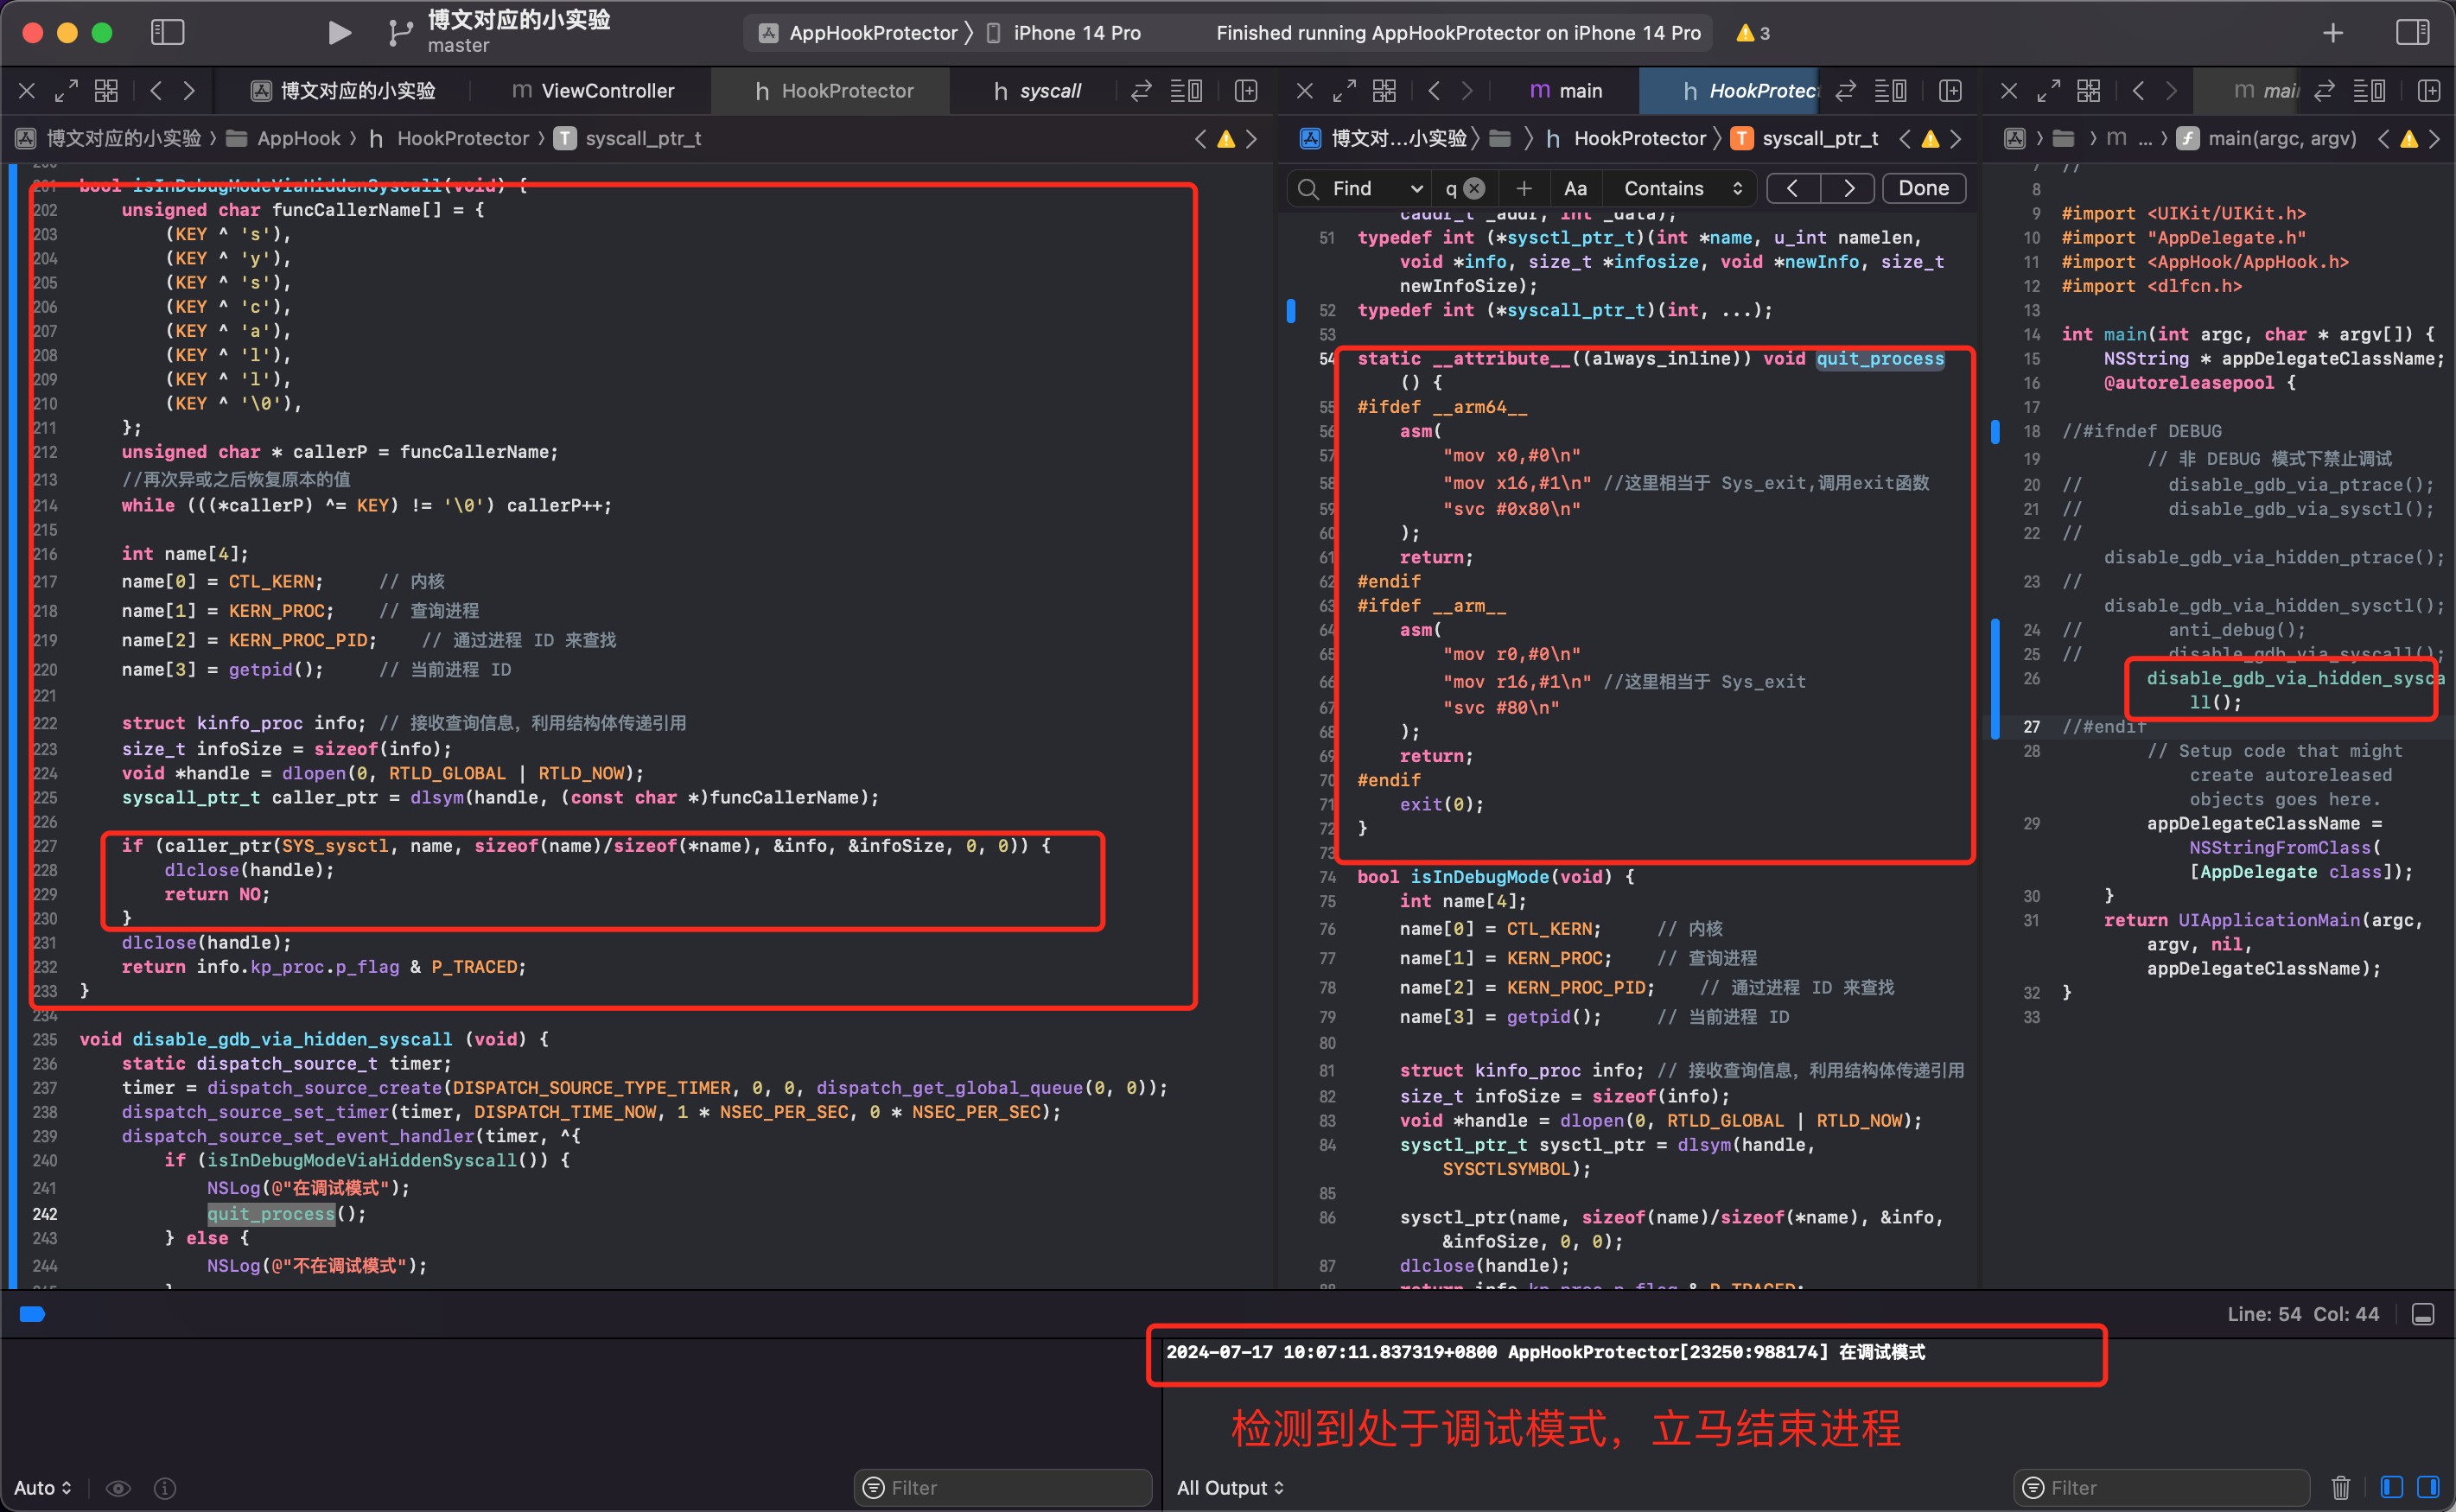 博文对应的小实验
master
AppHookProtector 〉 iPhone 14 Pro
Finished running AppHookProtector on iPhone 14 Pro
3
博文对应的小实验
m ViewController
h HookProtector
h syscall
m main
h HookProtec
m mai
博文对应的小实验 〉 AppHook 〉 h HookProtector 〉 T syscall_ptr_t
201 bool isInDebugModeViaHiddenSyscall(void) {
202 unsigned char funcCallerName[] = {
203 (KEY ^ 's'),
204 (KEY ^ 'y'),
205 (KEY ^ 's'),
206 (KEY ^ 'c'),
207 (KEY ^ 'a'),
208 (KEY ^ 'l'),
209 (KEY ^ 'l'),
210 (KEY ^ '\0'),
211 };
212 unsigned char * callerP = funcCallerName;
213 //再次异或之后恢复原本的值
214 while (((*callerP) ^= KEY) != '\0') callerP++;
215
216 int name[4];
217 name[0] = CTL_KERN; // 内核
218 name[1] = KERN_PROC; // 查询进程
219 name[2] = KERN_PROC_PID; // 通过进程 ID 来查找
220 name[3] = getpid(); // 当前进程 ID
221
222 struct kinfo_proc info; // 接收查询信息，利用结构体传递引用
223 size_t infoSize = sizeof(info);
224 void *handle = dlopen(0, RTLD_GLOBAL | RTLD_NOW);
225 syscall_ptr_t caller_ptr = dlsym(handle, (const char *)funcCallerName);
226
227 if (caller_ptr(SYS_sysctl, name, sizeof(name)/sizeof(*name), &info, &infoSize, 0, 0)) {
228 dlclose(handle);
229 return NO;
230 }
231 dlclose(handle);
232 return info.kp_proc.p_flag & P_TRACED;
233 }
234
235 void disable_gdb_via_hidden_syscall (void) {
236 static dispatch_source_t timer;
237 timer = dispatch_source_create(DISPATCH_SOURCE_TYPE_TIMER, 0, 0, dispatch_get_global_queue(0, 0));
238 dispatch_source_set_timer(timer, DISPATCH_TIME_NOW, 1 * NSEC_PER_SEC, 0 * NSEC_PER_SEC);
239 dispatch_source_set_event_handler(timer, ^{
240 if (isInDebugModeViaHiddenSyscall()) {
241 NSLog(@"在调试模式");
242 quit_process();
243 } else {
244 NSLog(@"不在调试模式");
博文对...小实验 〉 〉 h HookProtector 〉 T syscall_ptr_t
Find q + Aa Contains Done
caddr_t _addr, int _data);
51 typedef int (*sysctl_ptr_t)(int *name, u_int namelen,
void *info, size_t *infosize, void *newInfo, size_t
newInfoSize);
52 typedef int (*syscall_ptr_t)(int, ...);
53
54 static __attribute__((always_inline)) void quit_process
() {
55 #ifdef __arm64__
56 asm(
57 "mov x0,#0\n"
58 "mov x16,#1\n" //这里相当于 Sys_exit,调用exit函数
59 "svc #0x80\n"
60 );
61 return;
62 #endif
63 #ifdef __arm__
64 asm(
65 "mov r0,#0\n"
66 "mov r16,#1\n" //这里相当于 Sys_exit
67 "svc #80\n"
68 );
69 return;
70 #endif
71 exit(0);
72 }
73
74 bool isInDebugMode(void) {
75 int name[4];
76 name[0] = CTL_KERN; // 内核
77 name[1] = KERN_PROC; // 查询进程
78 name[2] = KERN_PROC_PID; // 通过进程 ID 来查找
79 name[3] = getpid(); // 当前进程 ID
80
81 struct kinfo_proc info; // 接收查询信息，利用结构体传递引用
82 size_t infoSize = sizeof(info);
83 void *handle = dlopen(0, RTLD_GLOBAL | RTLD_NOW);
84 sysctl_ptr_t sysctl_ptr = dlsym(handle,
SYSCTLSYMBOL);
85
86 sysctl_ptr(name, sizeof(name)/sizeof(*name), &info,
&infoSize, 0, 0);
87 dlclose(handle);
88 return info.kp_proc.p_flag & P_TRACED;
〉 〉 m ... 〉 f main(argc, argv)
7 //
8
9 #import <UIKit/UIKit.h>
10 #import "AppDelegate.h"
11 #import <AppHook/AppHook.h>
12 #import <dlfcn.h>
13
14 int main(int argc, char * argv[]) {
15 NSString * appDelegateClassName;
16 @autoreleasepool {
17
18 //#ifndef DEBUG
19 // 非 DEBUG 模式下禁止调试
20 // disable_gdb_via_ptrace();
21 // disable_gdb_via_sysctl();
22 //
disable_gdb_via_hidden_ptrace();
23 //
disable_gdb_via_hidden_sysctl();
24 // anti_debug();
25 // disable_gdb_via_syscall();
26 disable_gdb_via_hidden_sysca
ll();
27 //#endif
28 // Setup code that might
create autoreleased
objects goes here.
29 appDelegateClassName =
NSStringFromClass(
[AppDelegate class]);
30 }
31 return UIApplicationMain(argc,
argv, nil,
appDelegateClassName);
32 }
33
Line: 54 Col: 44
2024-07-17 10:07:11.837319+0800 AppHookProtector[23250:988174] 在调试模式
检测到处于调试模式，立马结束进程
Auto
Filter
All Output
Filter